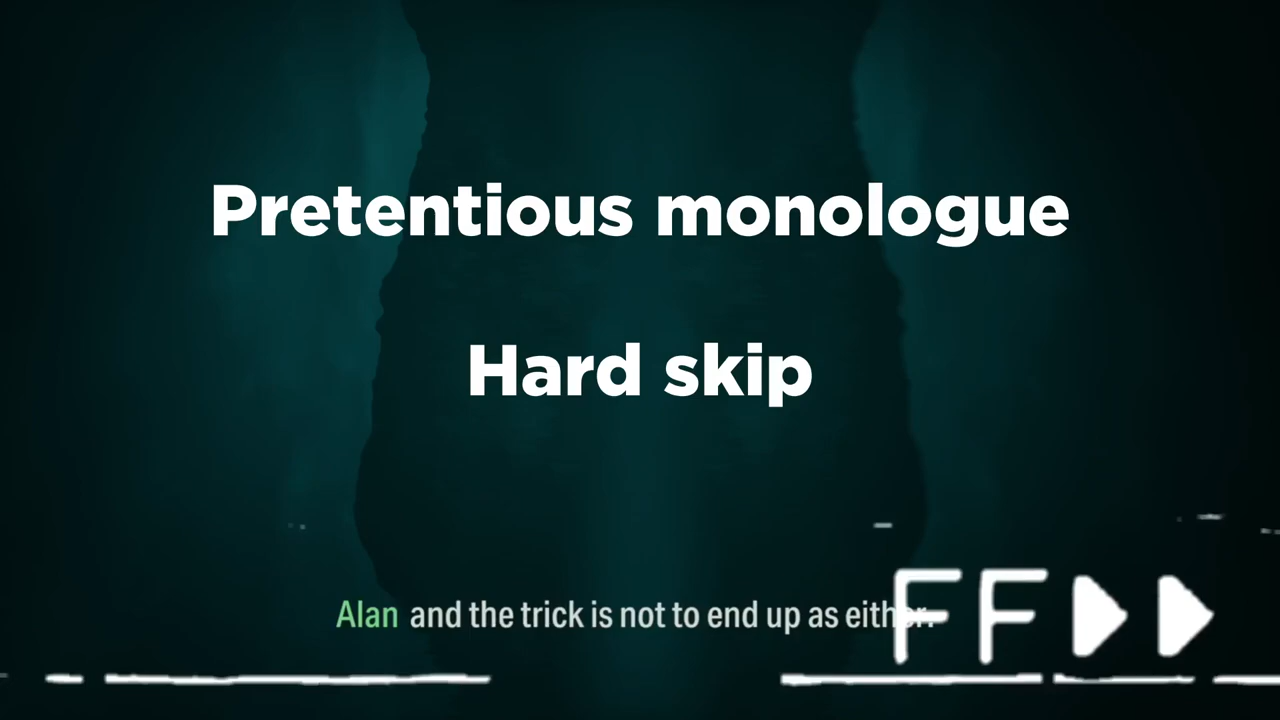 Pretentious monologue
Hard skip
Alan and the trick is not to end up as either.
FF